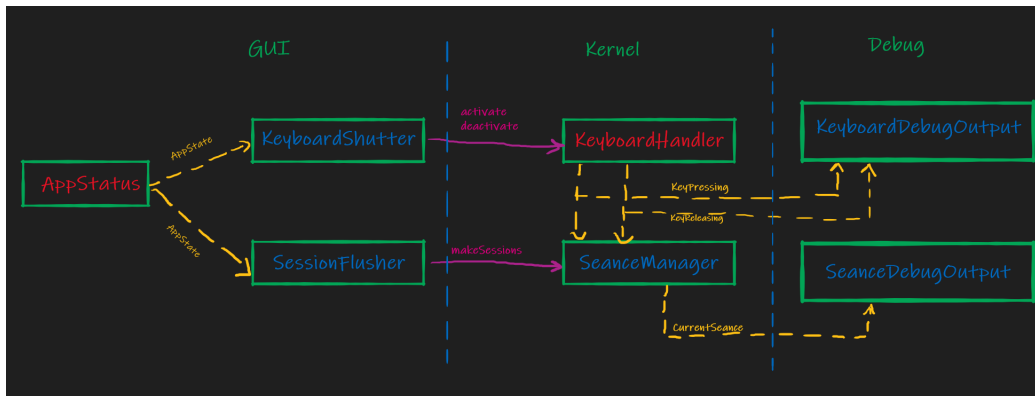 GUI
Kernel
Debug
activate
deactivate
AppState
KeyboardShutter
KeyboardHandler
KeyboardDebugOutput
AppStatus
KeyPressing
KeyReleasing
AppState
makeSessions
SessionFlusher
SeanceManager
SeanceDebugOutput
CurrentSeance